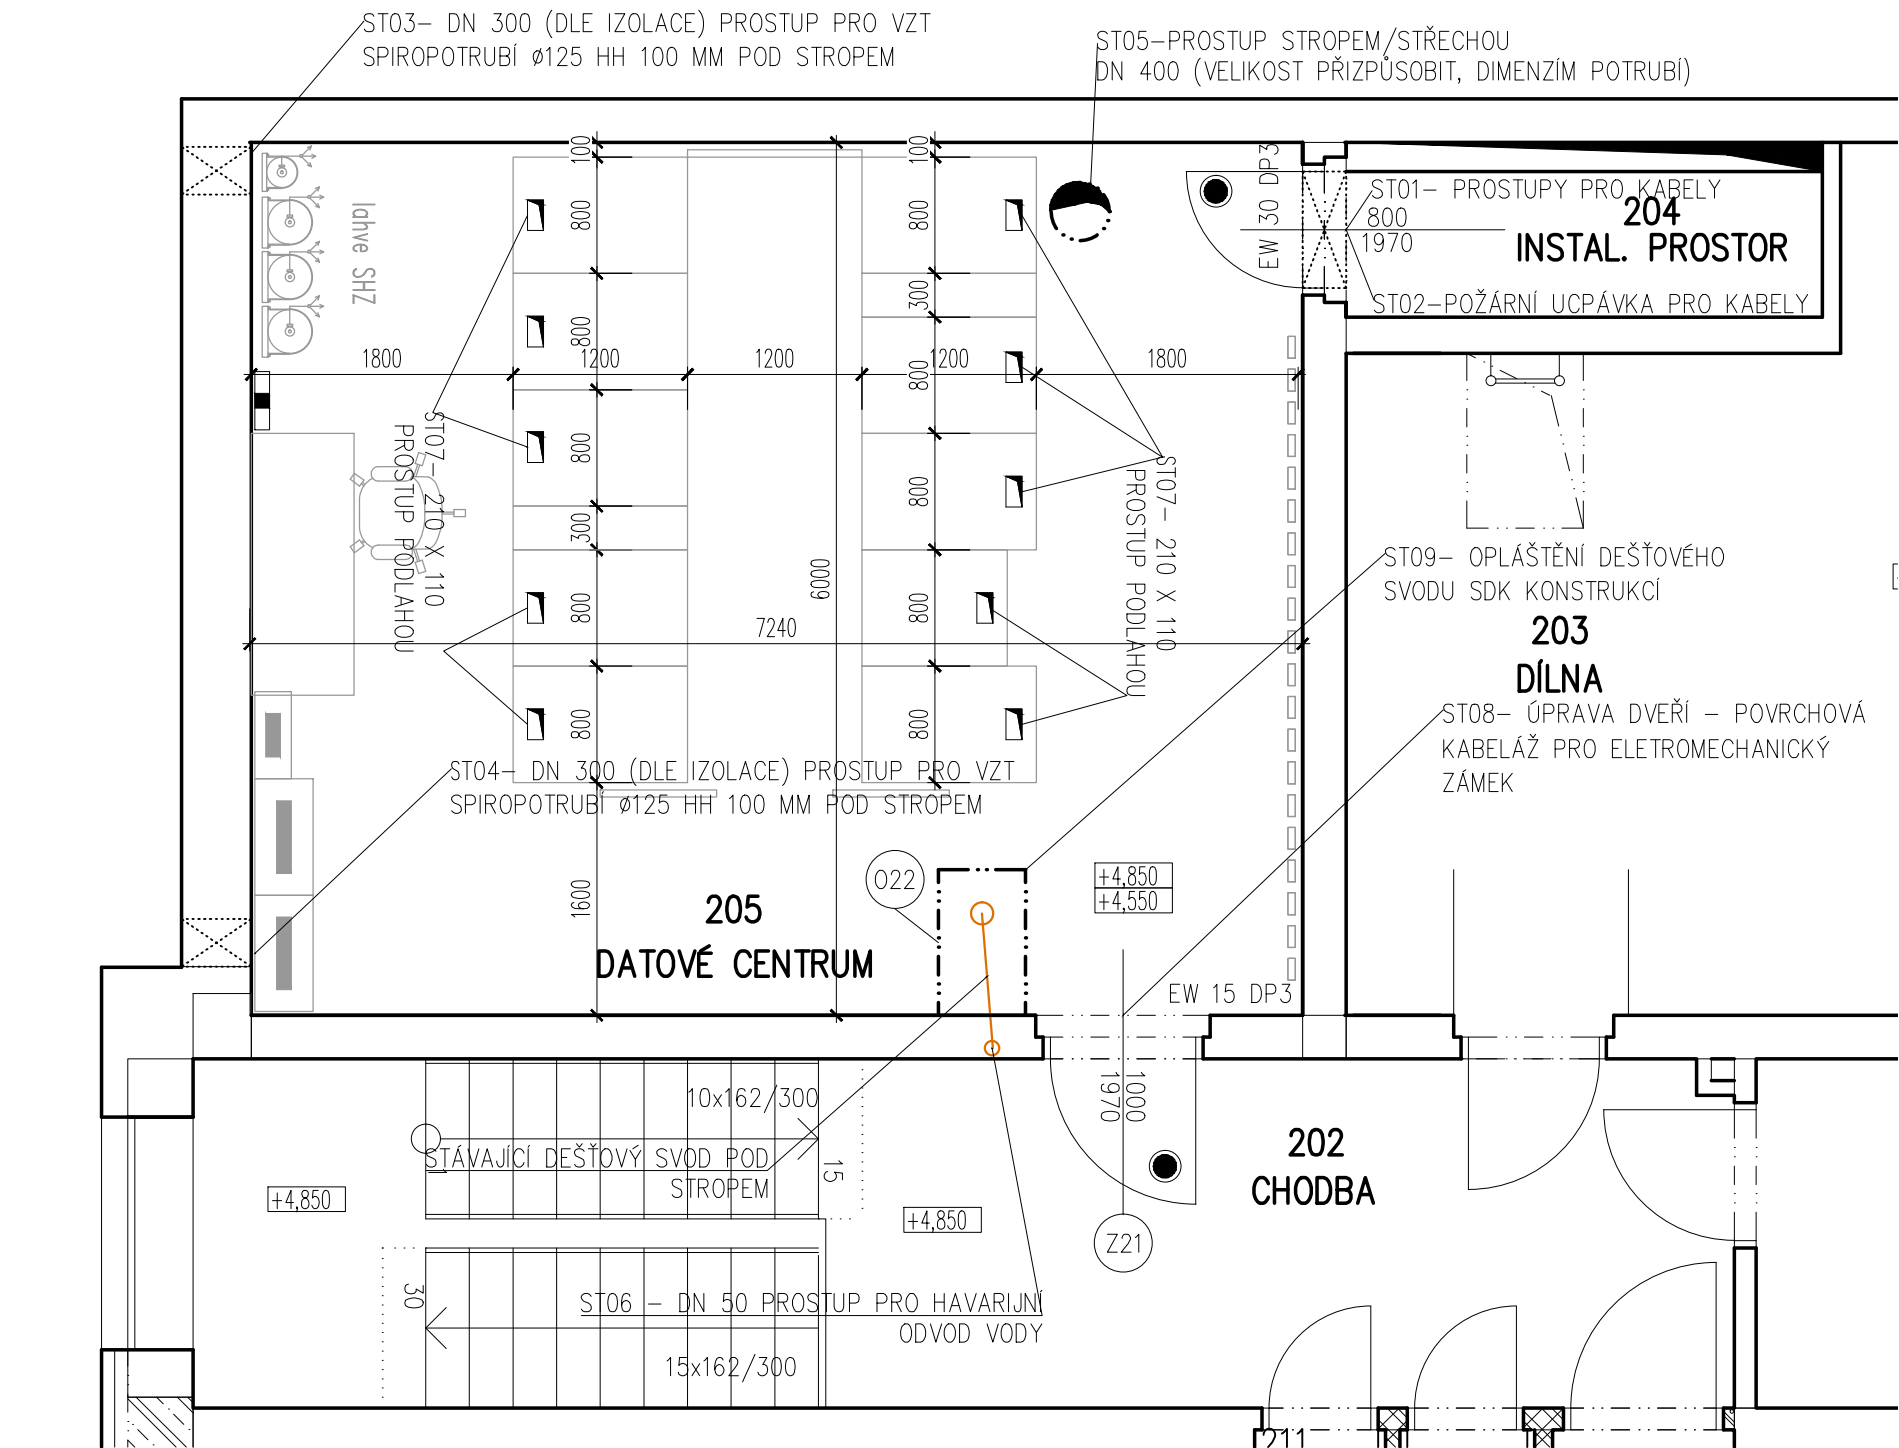 ST03- DN 300 (DLE IZOLACE) PROSTUP PRO VZT
SPIROPOTRUBÍ ø125 HH 100 MM POD STROPEM
ST05-PROSTUP STROPEM/STŘECHOU
DN 400 (VELIKOST PŘIZPŮSOBIT, DIMENZÍM POTRUBÍ)
lahve SHZ
100
800
800
800
300
800
800
1600
100
800
300
800
800
800
800
EW 30 DP3
ST01- PROSTUPY PRO KABELY
800
1970
204
INSTAL. PROSTOR
ST02-POŽÁRNÍ UCPÁVKA PRO KABELY
1800
1200
1200
1200
1800
ST07- 210 X 110
PROSTUP PODLAHOU
ST07- 210 X 110
PROSTUP PODLAHOU
6000
7240
ST09- OPLÁŠTĚNÍ DEŠŤOVÉHO
SVODU SDK KONSTRUKCÍ
203
DÍLNA
ST08- ÚPRAVA DVEŘÍ - POVRCHOVÁ
KABELÁŽ PRO ELETROMECHANICKÝ
ZÁMEK
ST04- DN 300 (DLE IZOLACE) PROSTUP PRO VZT
SPIROPOTRUBÍ ø125 HH 100 MM POD STROPEM
O22
+4,850
+4,550
205
DATOVÉ CENTRUM
EW 15 DP3
10x162/300
1000
1970
STÁVAJÍCÍ DEŠŤOVÝ SVOD POD
STROPEM
15
202
CHODBA
+4,850
+4,850
Z21
30
ST06 - DN 50 PROSTUP PRO HAVARIJNÍ
ODVOD VODY
15x162/300
211